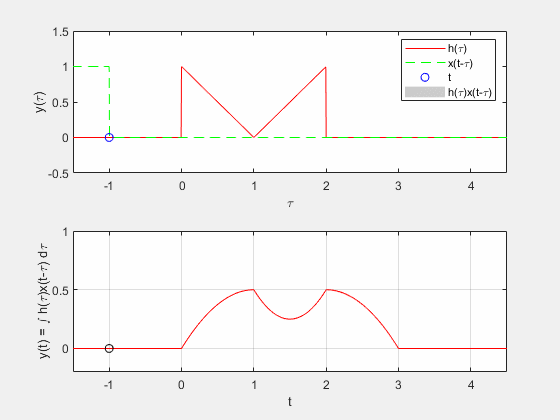 1.5
1
0.5
0
-0.5
y(τ)
h(τ)
x(t-τ)
t
h(τ)x(t-τ)
-1 0 1 2 3 4
τ
1
0.5
0
y(t) = ∫ h(τ)x(t-τ) dτ
-1 0 1 2 3 4
t